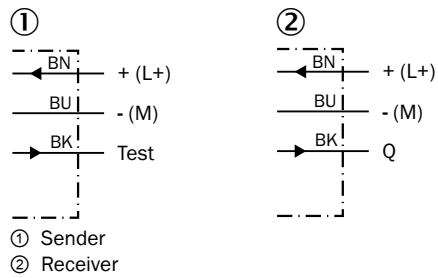 ① ②
BN + (L+) BN + (L+)
BU - (M) BU - (M)
BK Test BK Q
① Sender
② Receiver